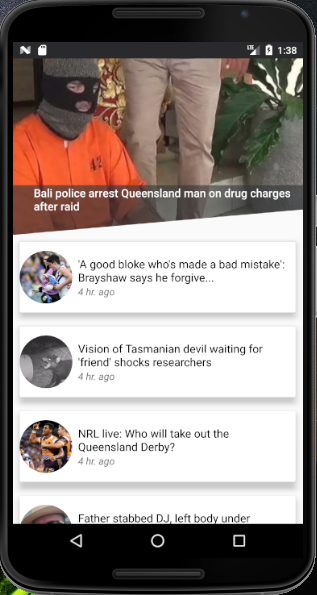 LTE 1:38
42
Bali police arrest Queensland man on drug charges
after raid
'A good bloke who's made a bad mistake':
Brayshaw says he forgive...
4 hr. ago
Vision of Tasmanian devil waiting for
'friend' shocks researchers
4 hr. ago
NRL live: Who will take out the
Queensland Derby?
4 hr. ago
Father stabbed DJ, left body under